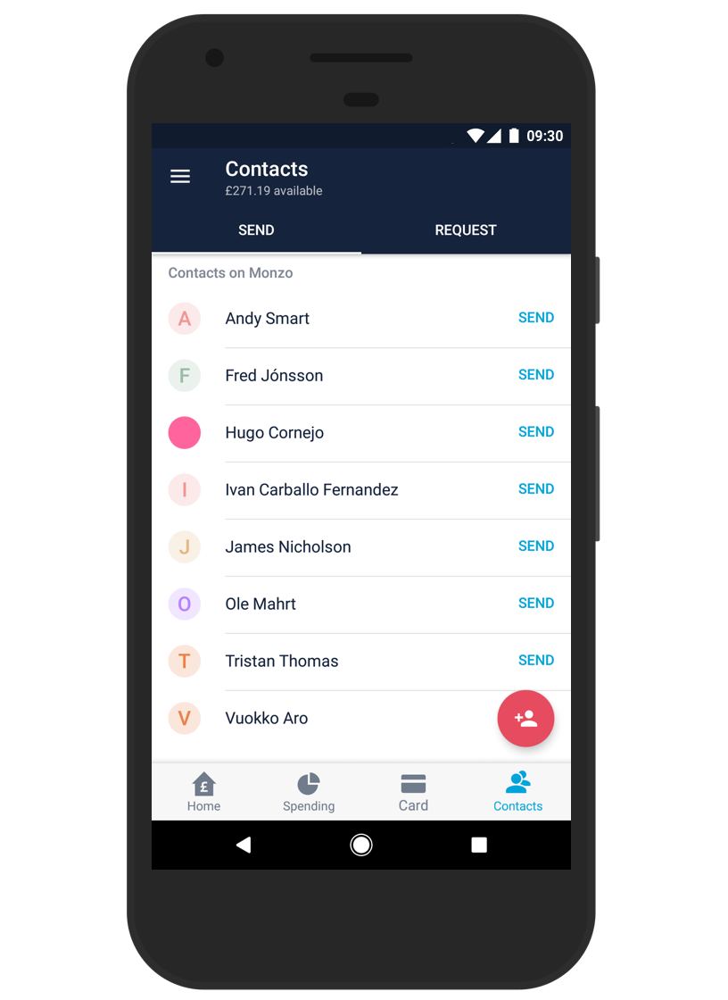 09:30
Contacts
£271.19 available
SEND REQUEST
Contacts on Monzo
A Andy Smart SEND
F Fred Jónsson SEND
Hugo Cornejo SEND
I Ivan Carballo Fernandez SEND
J James Nicholson SEND
O Ole Mahrt SEND
T Tristan Thomas SEND
V Vuokko Aro
£
Home Spending Card Contacts